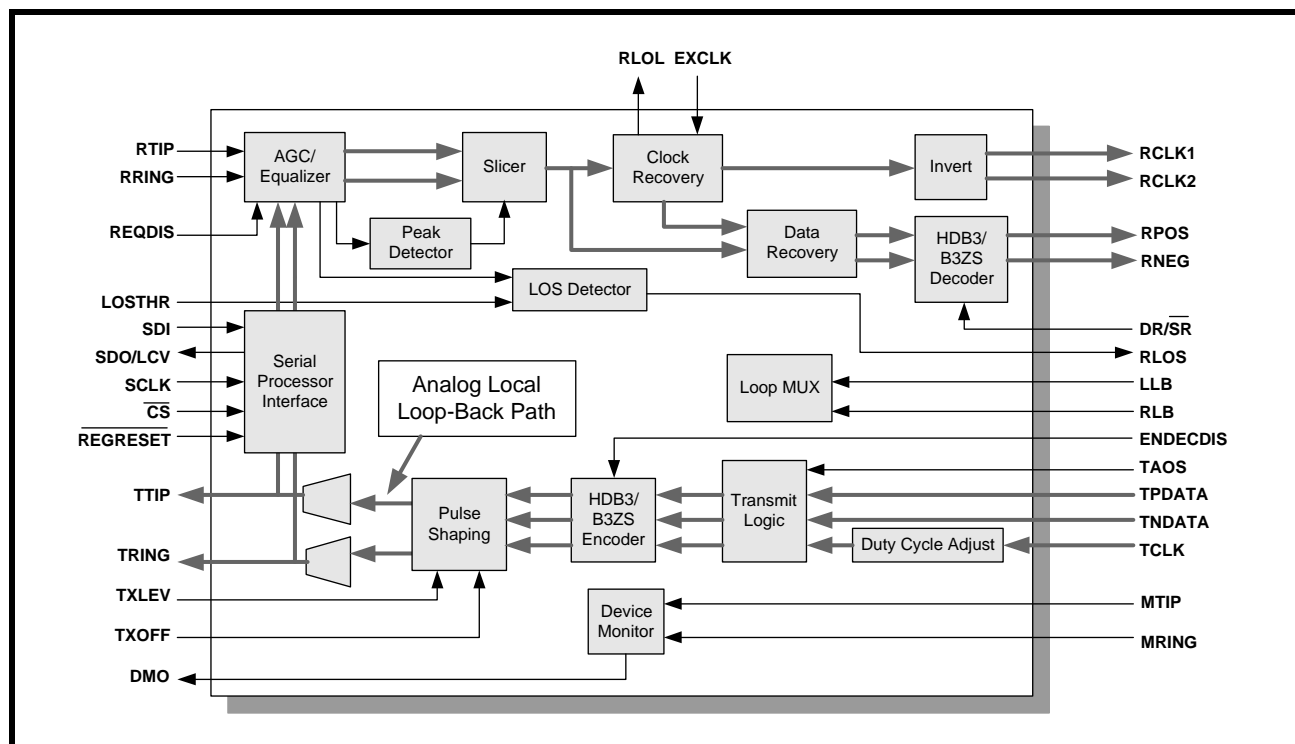 RLOL EXCLK
RTIP
RRING
REQDIS
LOSTHR
SDI
SDO/LCV
SCLK
CS
REGRESET
TTIP
TRING
TXLEV
TXOFF
DMO
AGC/
Equalizer
Slicer
Clock
Recovery
Invert
Peak
Detector
Data
Recovery
HDB3/
B3ZS
Decoder
LOS Detector
Serial
Processor
Interface
Analog Local
Loop-Back Path
Loop MUX
Pulse
Shaping
HDB3/
B3ZS
Encoder
Transmit
Logic
Duty Cycle Adjust
Device
Monitor
RCLK1
RCLK2
RPOS
RNEG
DR/SR
RLOS
LLB
RLB
ENDECDIS
TAOS
TPDATA
TNDATA
TCLK
MTIP
MRING